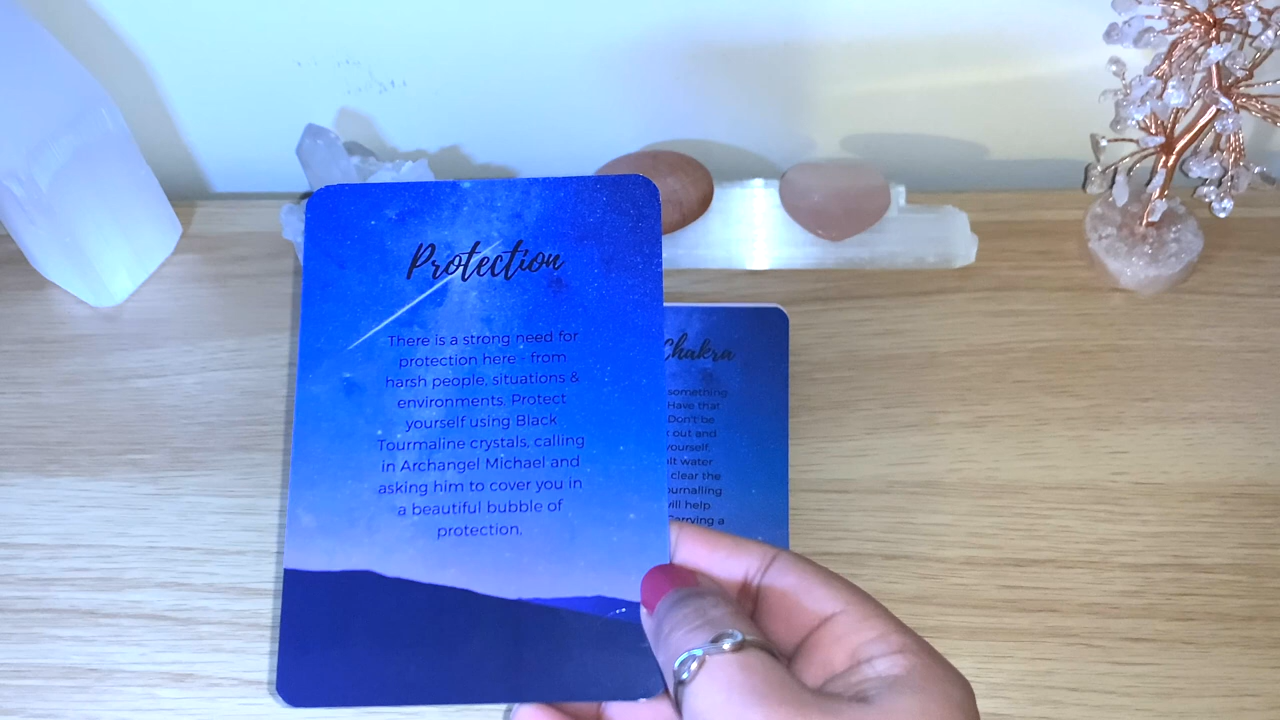 Protection
There is a strong need for
protection here - from
harsh people, situations &
environments. Protect
yourself using Black
Tourmaline crystals, calling
in Archangel Michael and
asking him to cover you in
a beautiful bubble of
protection.
Chakra
something
Have that
Don't be
out and
yourself.
water
clear the
will help
Carrying a